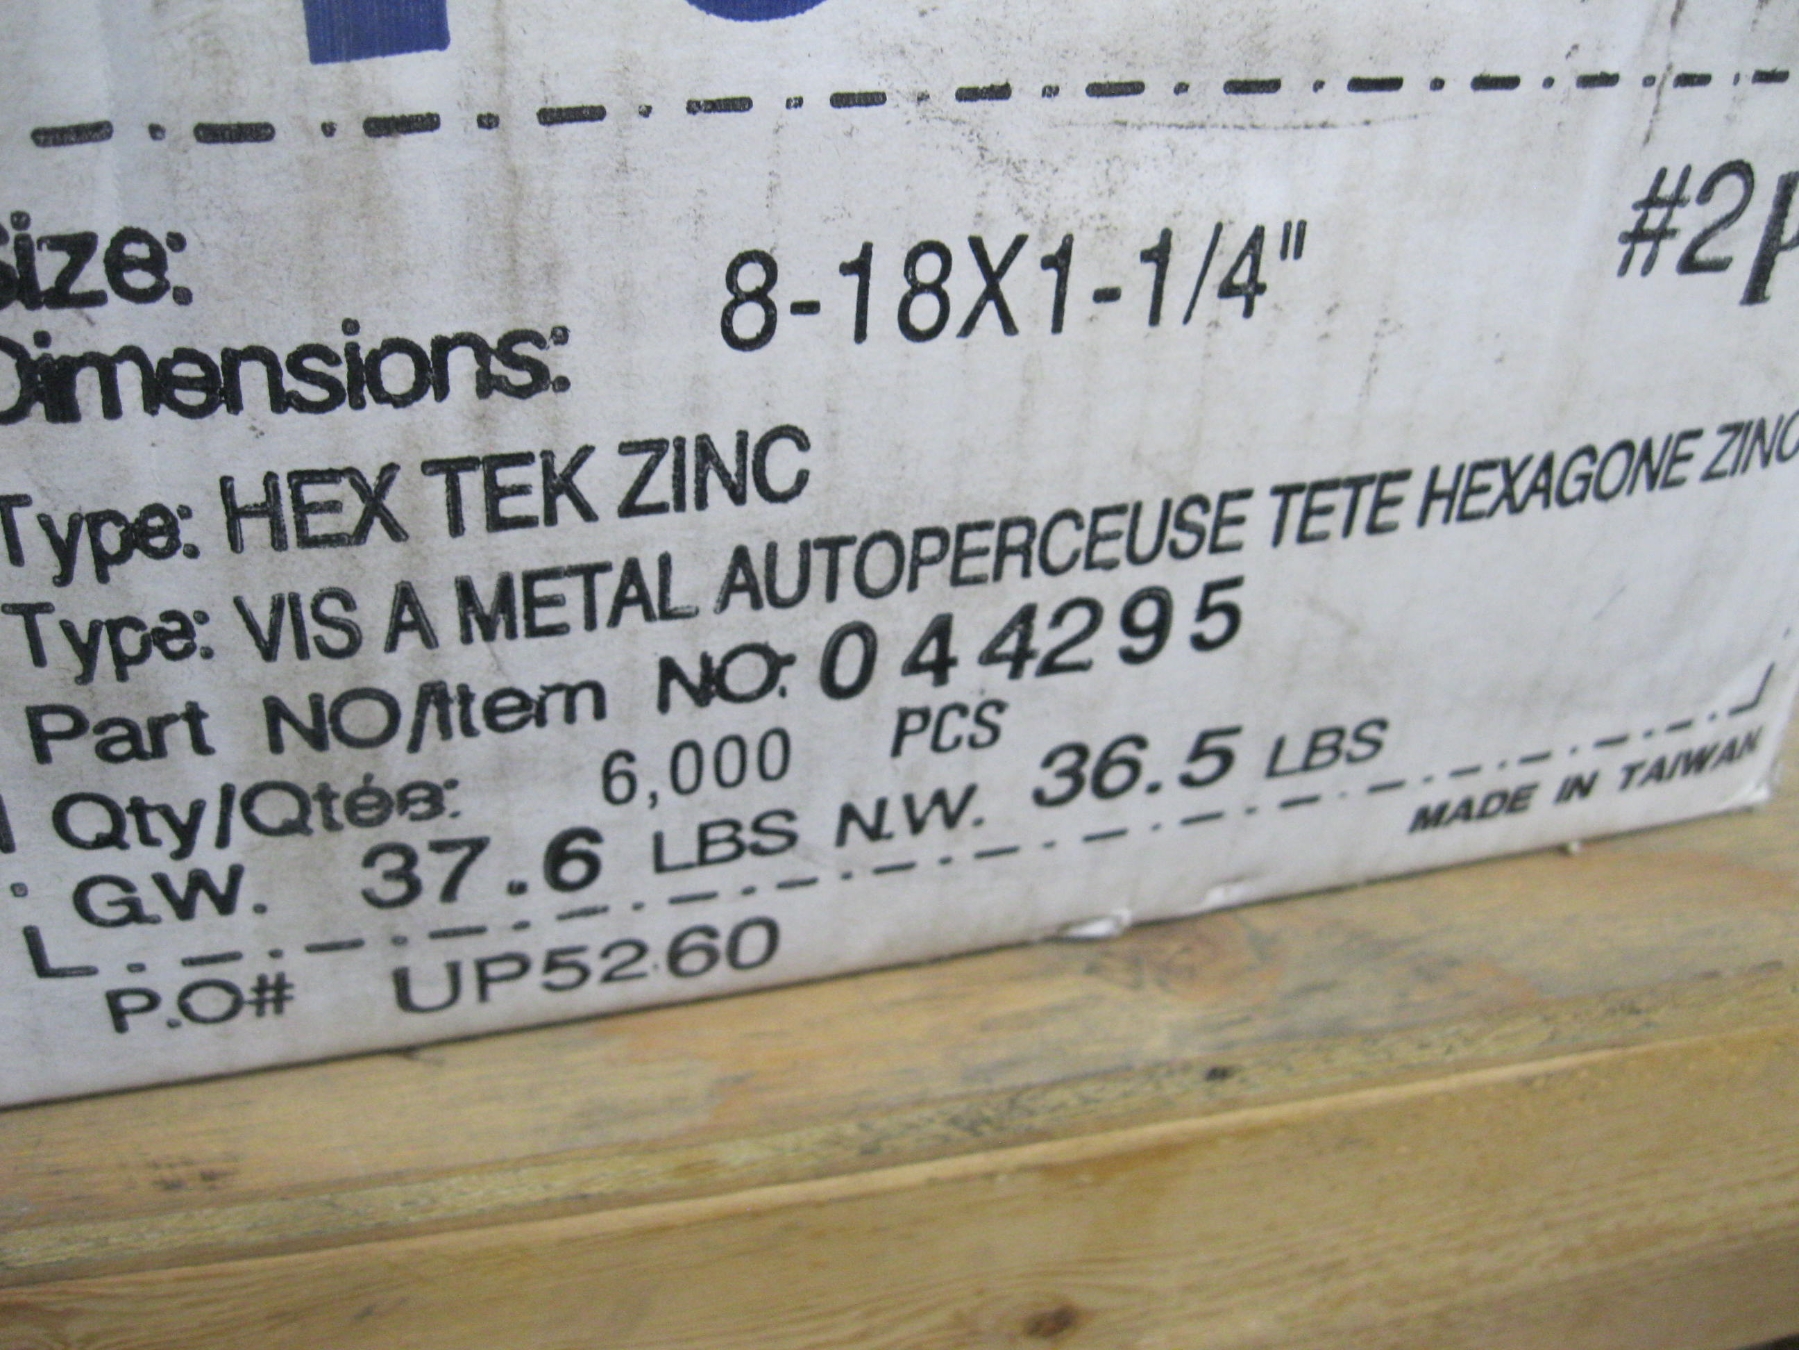 Size:
Dimensions: 8-18X1-1/4" #2
Type: HEX TEK ZINC
Type: VIS A METAL AUTOPERCEUSE TETE HEXAGONE ZINC
Part NO/Item NO: 044295
Qty/Qtés: 6,000 PCS
G.W. 37.6 LBS N.W. 36.5 LBS
MADE IN TAIWAN
P.O# UP5260